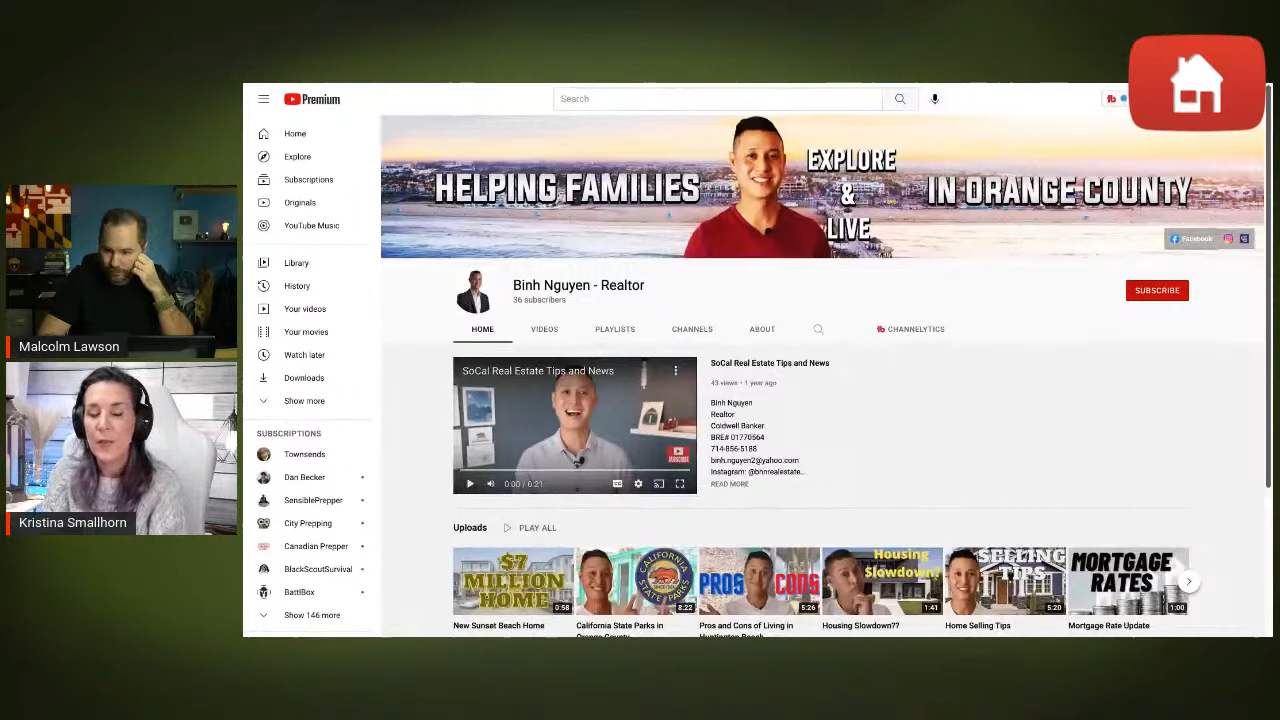 Premium
Search
Home
Explore
Subscriptions
Originals
YouTube Music
Library
History
Your videos
Your movies
Watch later
Downloads
Show more
SUBSCRIPTIONS
Townsends
Dan Becker
SensiblePrepper
City Prepping
Canadian Prepper
BlackScoutSurvival
BattlBox
Show 146 more
Malcolm Lawson
Kristina Smallhorn
HELPING FAMILIES
EXPLORE
&
LIVE
IN ORANGE COUNTY
Facebook
Binh Nguyen - Realtor
36 subscribers
SUBSCRIBE
HOME
VIDEOS
PLAYLISTS
CHANNELS
ABOUT
CHANNELYTICS
SoCal Real Estate Tips and News
0:00 / 0:21
SUBSCRIBE
SoCal Real Estate Tips and News
43 views • 1 year ago
Binh Nguyen
Realtor
Coldwell Banker
BRE# 01770564
714-856-5188
binh.nguyen2@yahoo.com
Instagram: @bhnrealestate...
READ MORE
Uploads
PLAY ALL
$7
MILLION
HOME
0:58
CALIFORNIA
STATE PARKS
8:22
PROS
CONS
5:26
Housing
Slowdown?
1:41
SELLING
TIPS
5:20
MORTGAGE
RATES
1:00
New Sunset Beach Home
California State Parks in
Orange County
Pros and Cons of Living in
Huntington Beach
Housing Slowdown??
Home Selling Tips
Mortgage Rate Update